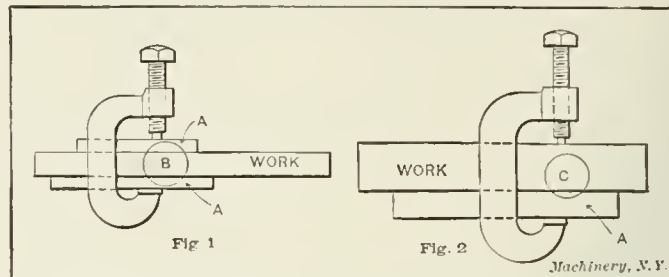 A
B
WORK
A
Fig 1
WORK
C
A
Fig. 2
Machinery, N.Y.